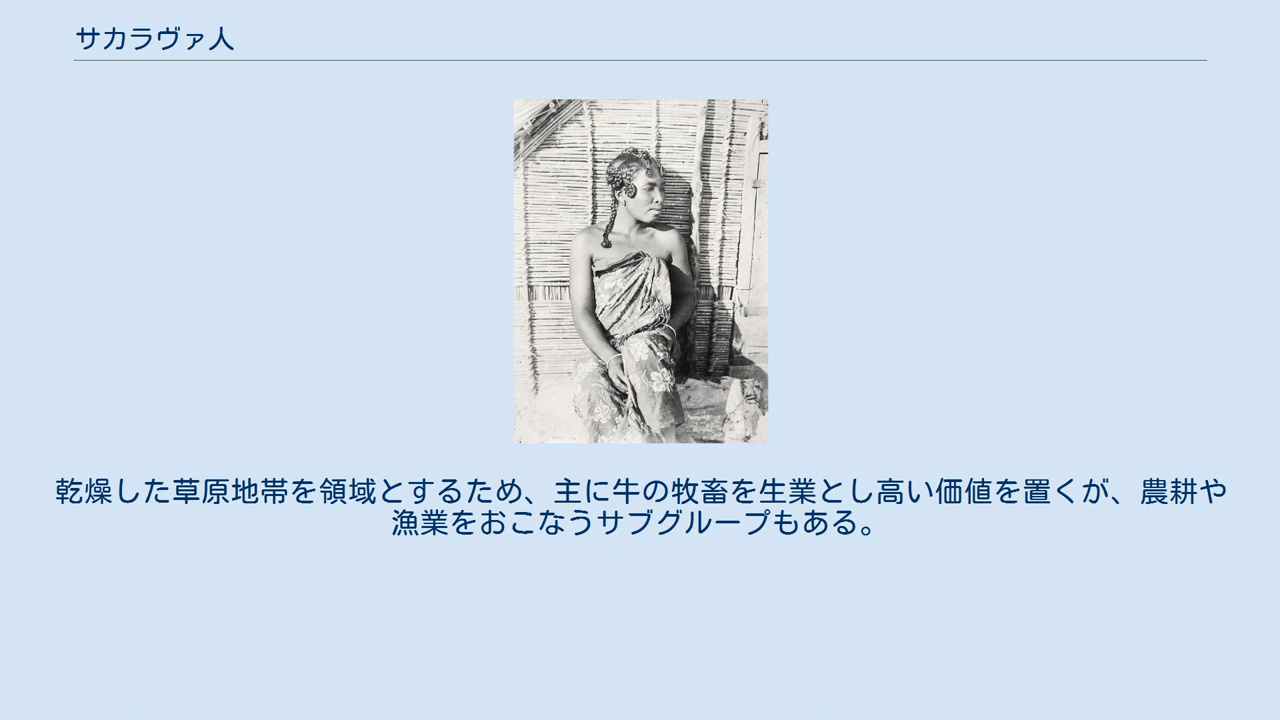 サカラヴァ人
乾燥した草原地帯を領域とするため、主に牛の牧畜を生業とし高い価値を置くが、農耕や
漁業をおこなうサブグループもある。